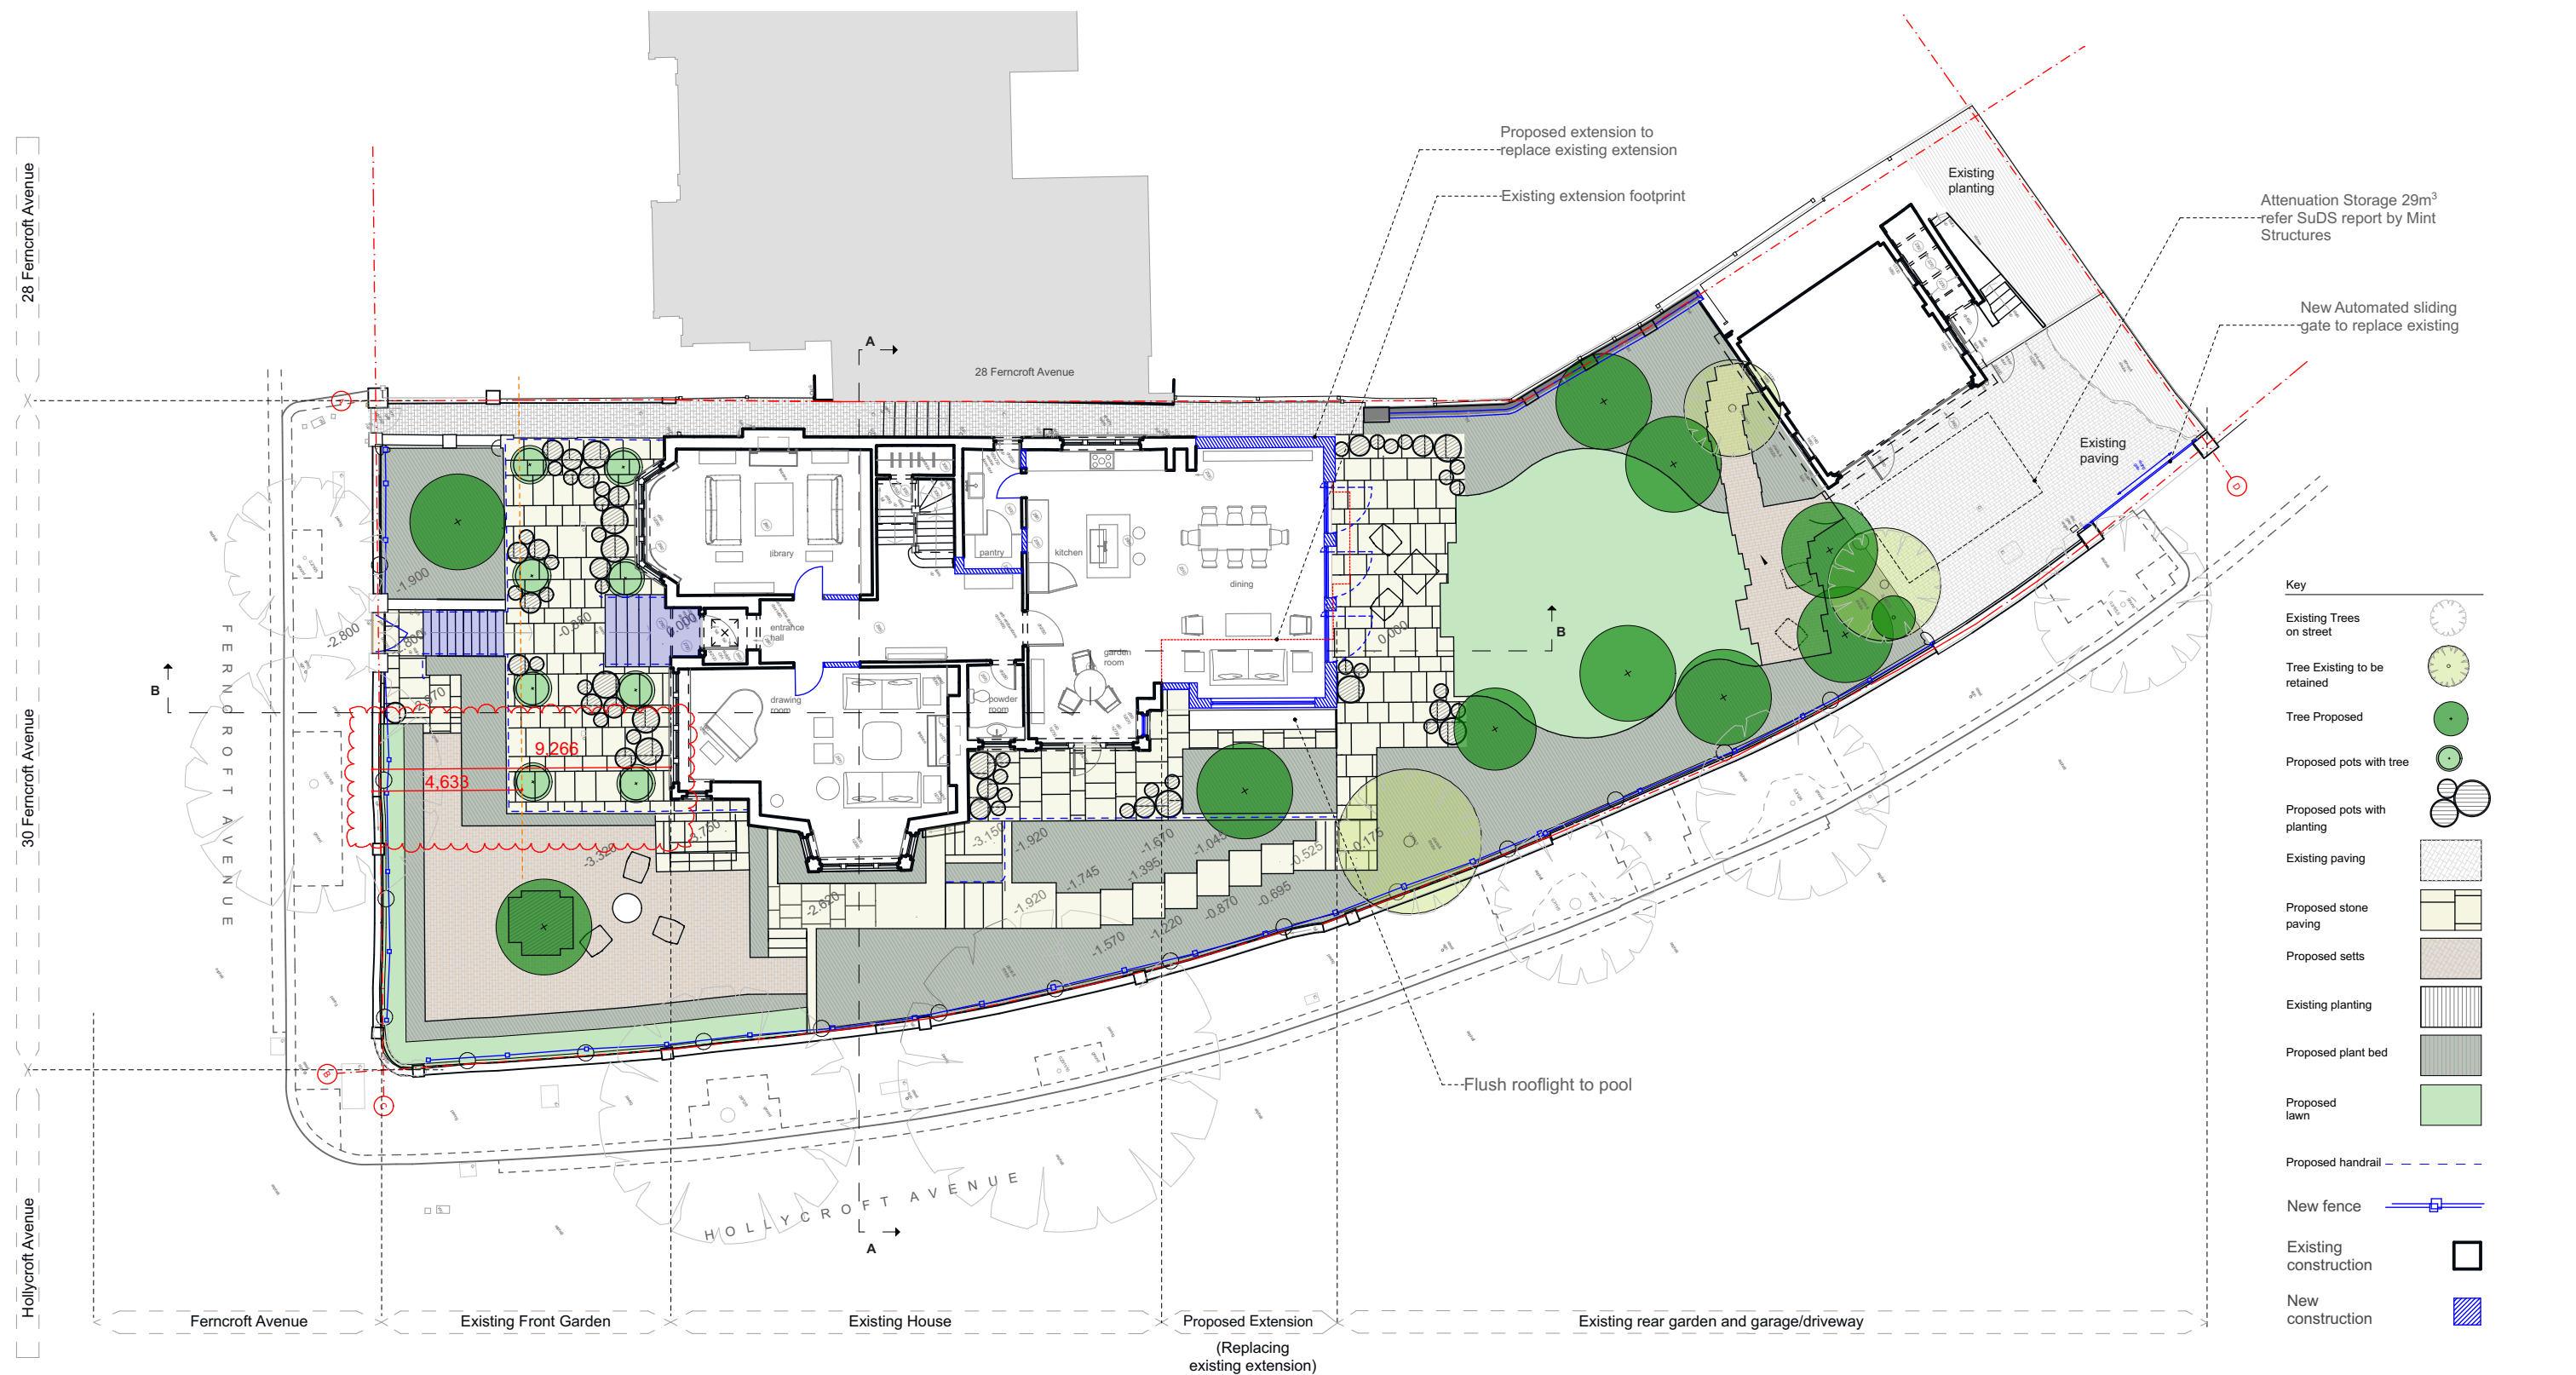 Proposed extension to
replace existing extension
Existing extension footprint
Existing
planting
Attenuation Storage 29m³
refer SuDS report by Mint
Structures
New Automated sliding
gate to replace existing
28 Ferncroft Avenue
30 Ferncroft Avenue
Hollycroft Avenue
A
28 Ferncroft Avenue
D
Existing
paving
library
pantry
kitchen
dining
entrance
hall
garden
room
drawing
room
powder
room
B
B
FERNCROFT AVENUE
-1.900
-2.800
0.000
9,266
4,633
-3.320
-3.750
-2.620
-3.150
-1.920
-1.920
-1.745
-1.670
-1.395
-1.045
-0.525
-0.175
-0.695
-0.870
-1.220
-1.570
Flush rooflight to pool
B
C
HOLLYCROFT AVENUE
A
Key
Existing Trees
on street
Tree Existing to be
retained
Tree Proposed
Proposed pots with tree
Proposed pots with
planting
Existing paving
Proposed stone
paving
Proposed setts
Existing planting
Proposed plant bed
Proposed
lawn
Proposed handrail
New fence
Existing
construction
New
construction
Ferncroft Avenue
Existing Front Garden
Existing House
Proposed Extension
(Replacing
existing extension)
Existing rear garden and garage/driveway